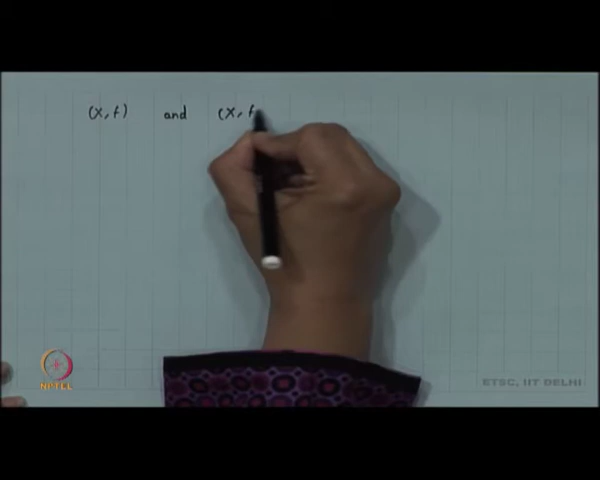 (X, f) and (X, f
NPTEL
ETSC, IIT DELHI